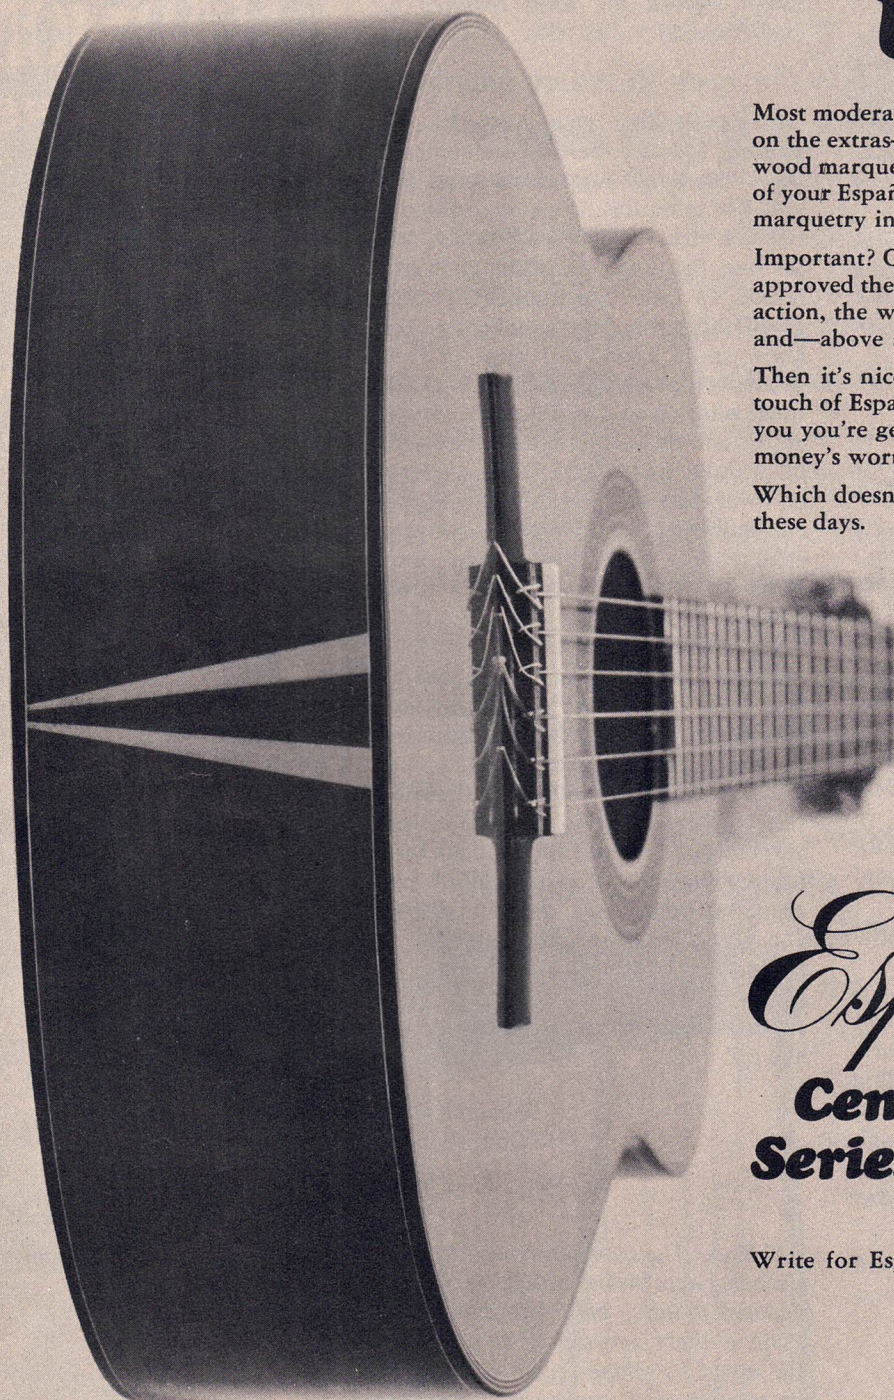 Most modera
on the extras—
wood marque
of your Españ
marquetry in
Important? O
approved the
action, the w
and—above
Then it's nic
touch of Espa
you you're ge
money's wort
Which doesn
these days.
Esp
Cen
Serie
Write for Es